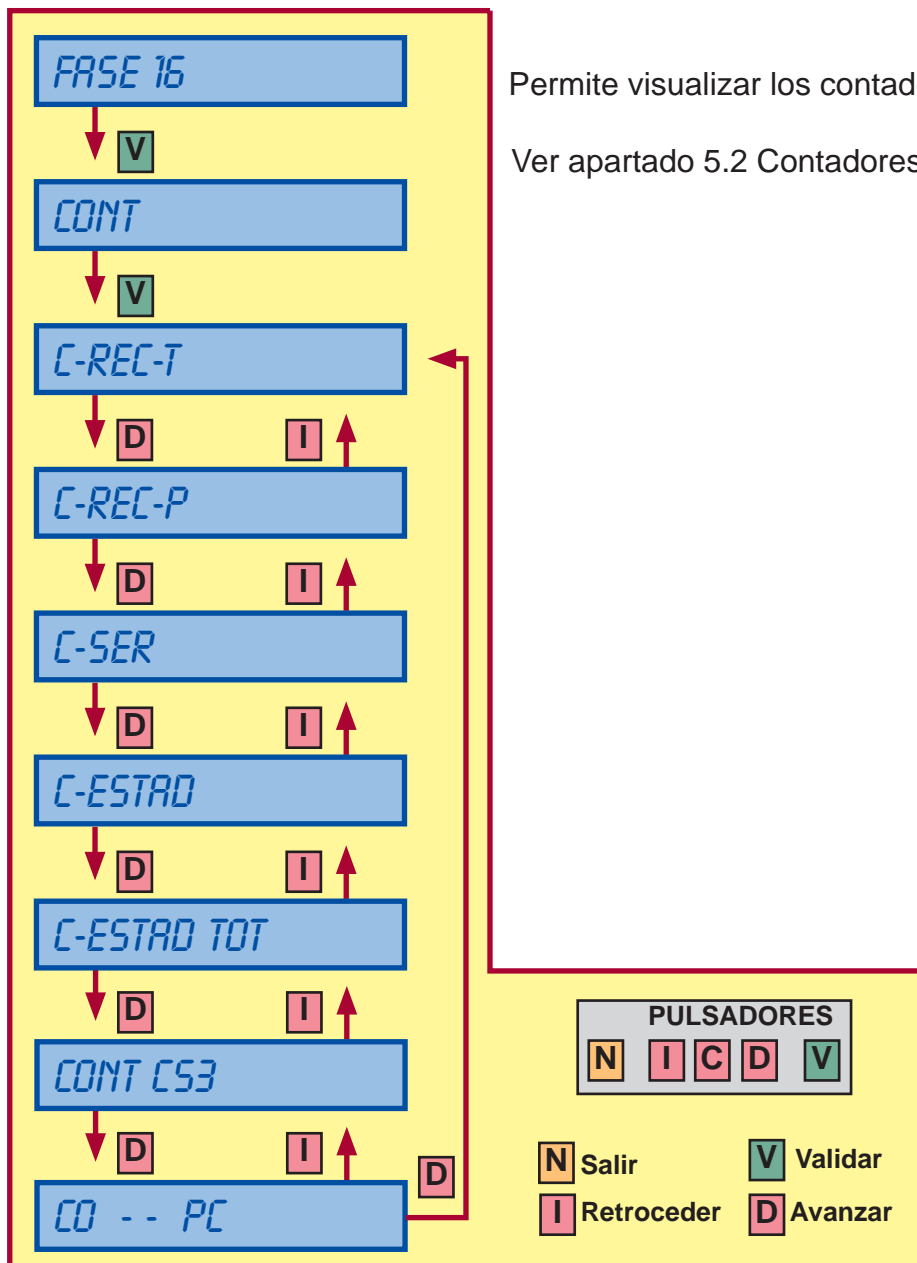 FASE 16
Permite visualizar los
V
Ver apartado 5.2 Contadores
CONT
V
C-REC-T
D I
C-REC-P
D I
C-SER
D I
C-ESTAD
D I
C-ESTAD TOT
D I
CONT CS3
D I
D
CO - - PC
PULSADORES
N I C D V
N Salir V Validar
I Retroceder D Avanzar